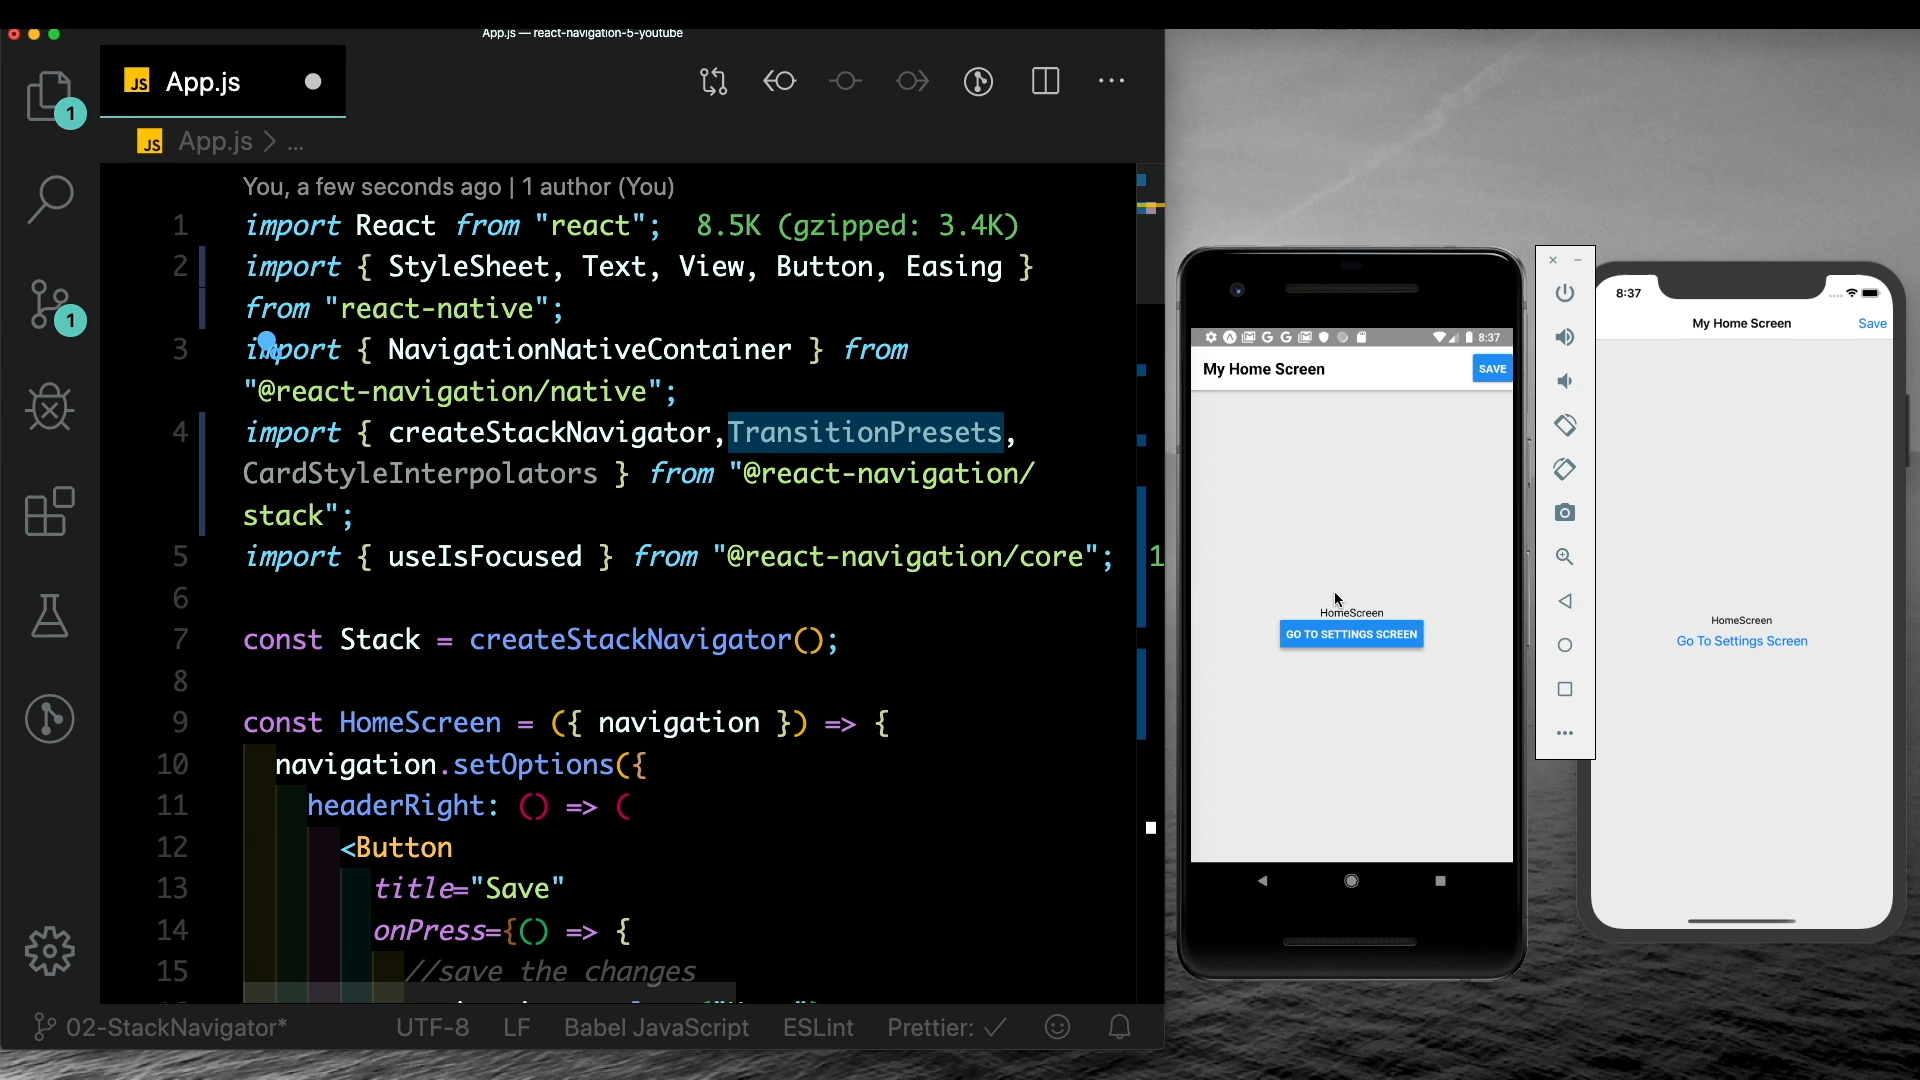 App.js — react-navigation-5-youtube
JS App.js
1
JS App.js > ...
You, a few seconds ago | 1 author (You)
1 import React from "react"; 8.5K (gzipped: 3.4K)
2 import { StyleSheet, Text, View, Button, Easing }
from "react-native";
3 import { NavigationNativeContainer } from
"@react-navigation/native";
4 import { createStackNavigator,TransitionPresets,
CardStyleInterpolators } from "@react-navigation/
stack";
5 import { useIsFocused } from "@react-navigation/core"; 1
6
7 const Stack = createStackNavigator();
8
9 const HomeScreen = ({ navigation }) => {
10 navigation.setOptions({
11 headerRight: () => (
12 <Button
13 title="Save"
14 onPress={() => {
15 //save the changes
1
02-StackNavigator* UTF-8 LF Babel JavaScript ESLint Prettier: ✓
8:37
My Home Screen SAVE
HomeScreen
GO TO SETTINGS SCREEN
8:37
My Home Screen Save
HomeScreen
Go To Settings Screen